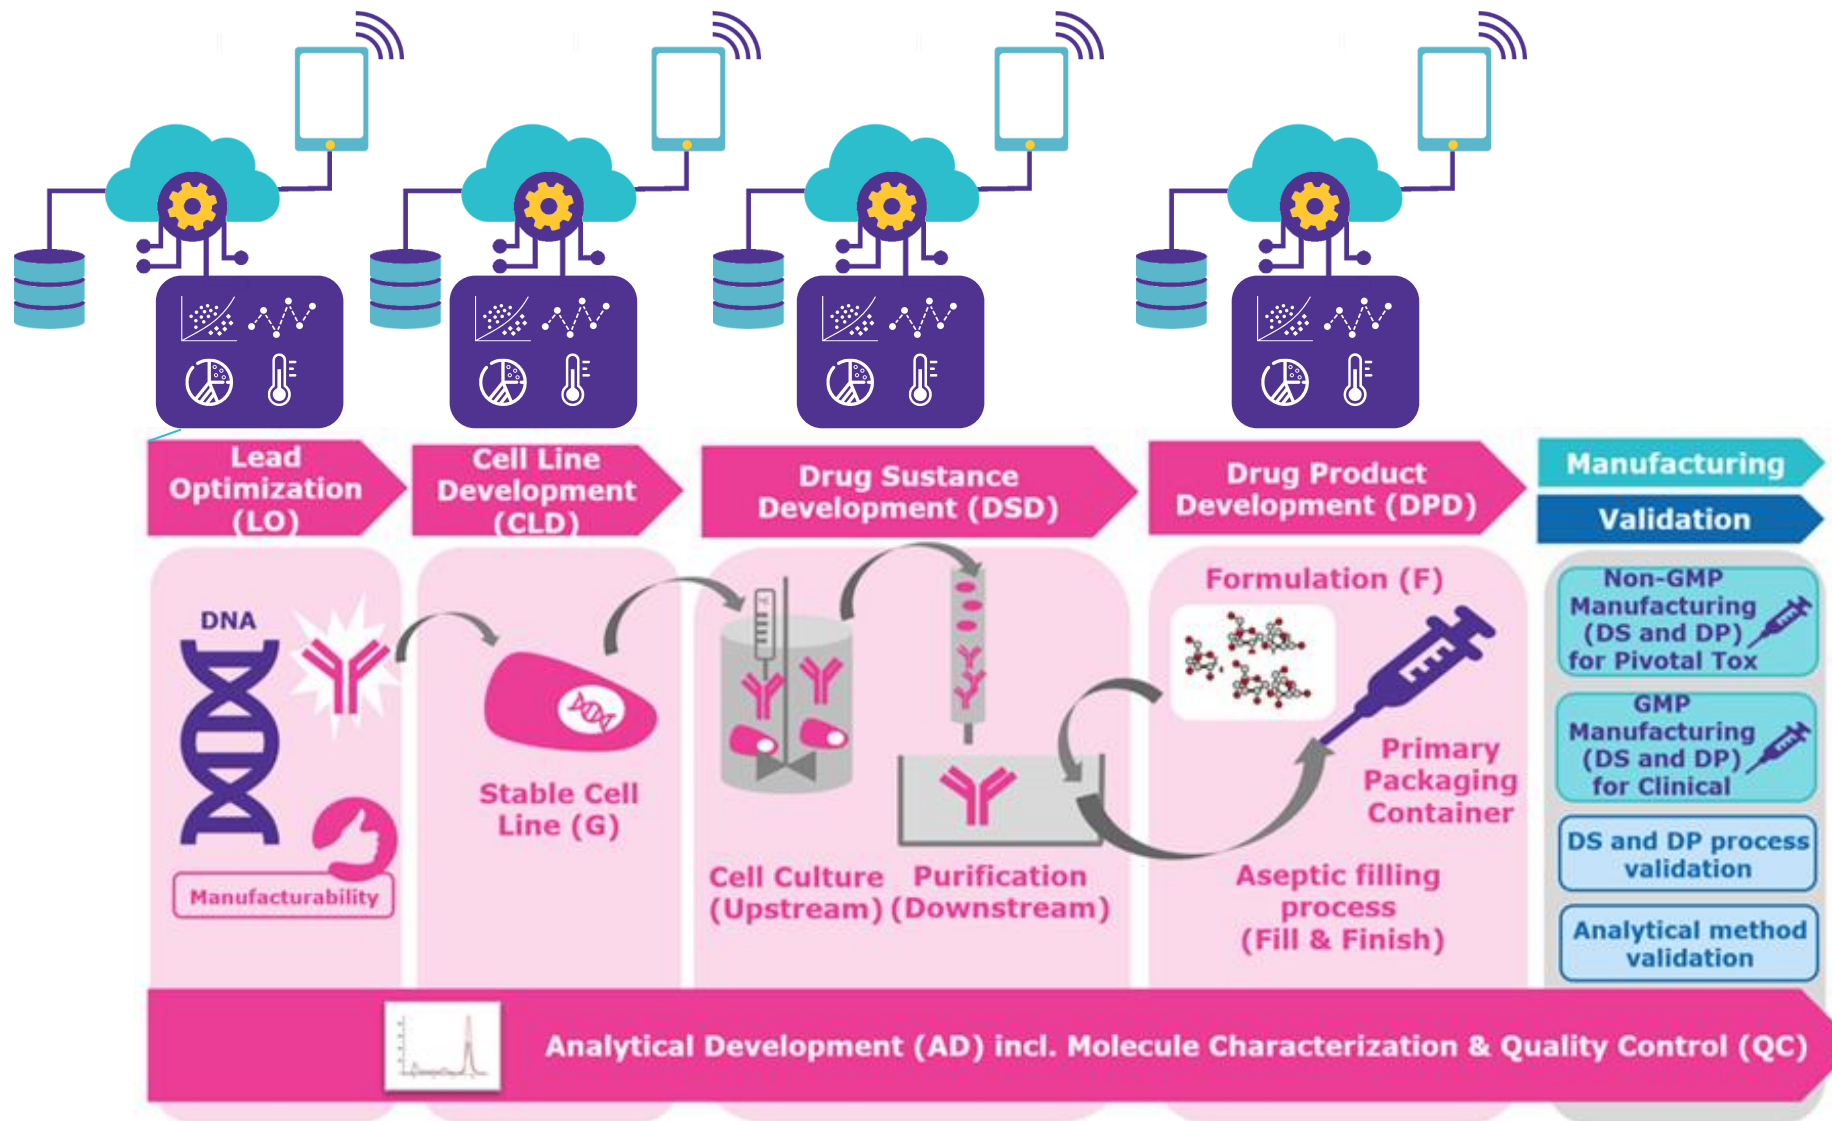 Lead
Optimization
(LO)
Cell Line
Development
(CLD)
Drug Sustance
Development (DSD)
Drug Product
Development (DPD)
Manufacturing
Validation
DNA
Manufacturability
Stable Cell
Line (G)
Cell Culture
(Upstream)
Purification
(Downstream)
Formulation (F)
Primary
Packaging
Container
Aseptic filling
process
(Fill & Finish)
Non-GMP
Manufacturing
(DS and DP)
for Pivotal Tox
GMP
Manufacturing
(DS and DP)
for Clinical
DS and DP process
validation
Analytical method
validation
Analytical Development (AD) incl. Molecule Characterization & Quality Control (QC)